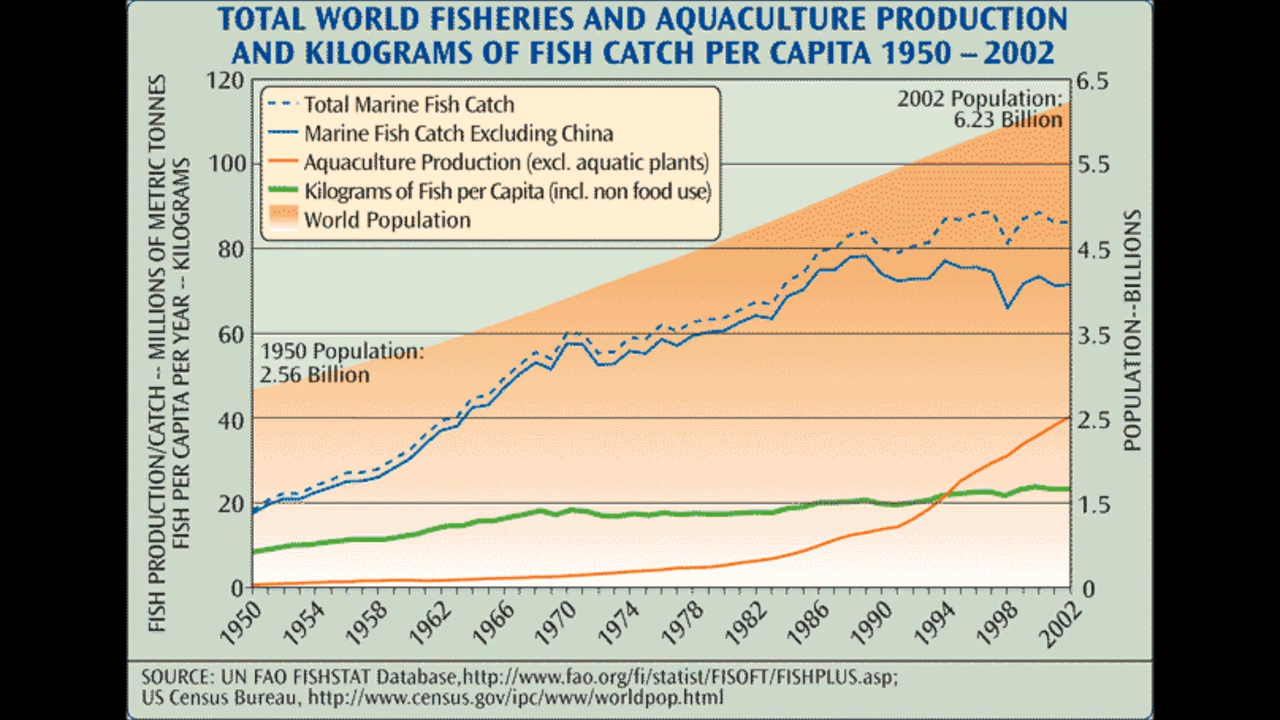 TOTAL WORLD FISHERIES AND AQUACULTURE PRODUCTION
AND KILOGRAMS OF FISH CATCH PER CAPITA 1950 – 2002
FISH PRODUCTION/CATCH -- MILLIONS OF METRIC TONNES
FISH PER CAPITA PER YEAR -- KILOGRAMS
120
100
80
60
40
20
0
Total Marine Fish Catch
Marine Fish Catch Excluding China
Aquaculture Production (excl. aquatic plants)
Kilograms of Fish per Capita (incl. non food use)
World Population
2002 Population:
6.23 Billion
1950 Population:
2.56 Billion
6.5
5.5
4.5
3.5
2.5
1.5
0
POPULATION--BILLIONS
1950 1954 1958 1962 1966 1970 1974 1978 1982 1986 1990 1994 1998 2002
SOURCE: UN FAO FISHSTAT Database,http://www.fao.org/fi/statist/FISOFT/FISHPLUS.asp;
US Census Bureau, http://www.census.gov/ipc/www/worldpop.html